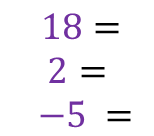 18 =
2 =
−5 =